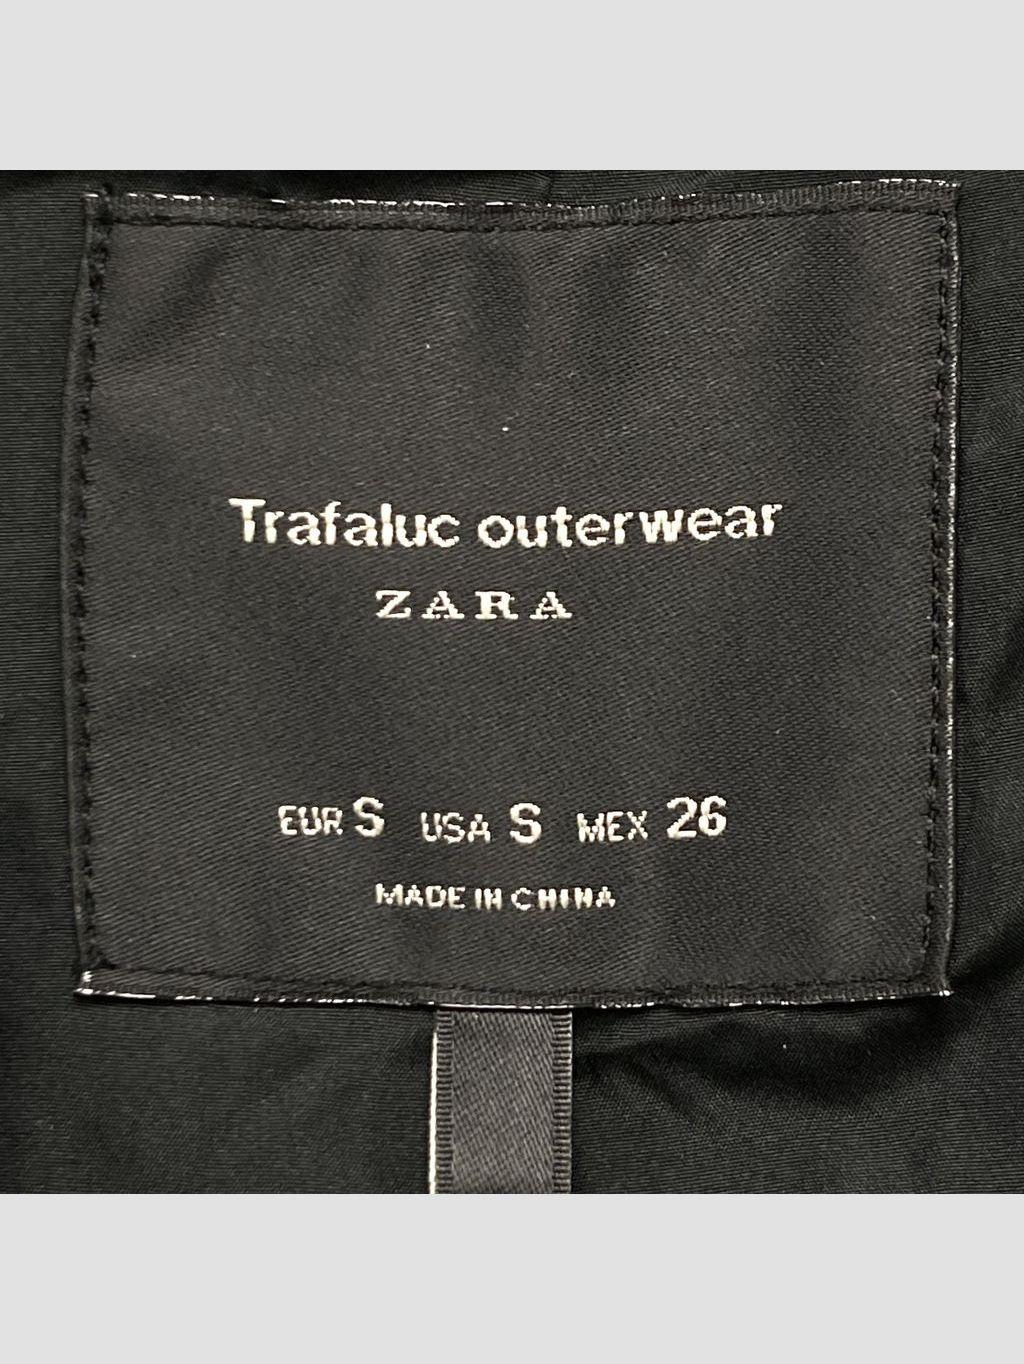 Trafaluc outerwear
ZARA
EUR S USA S MEX 26
MADE IN CHINA